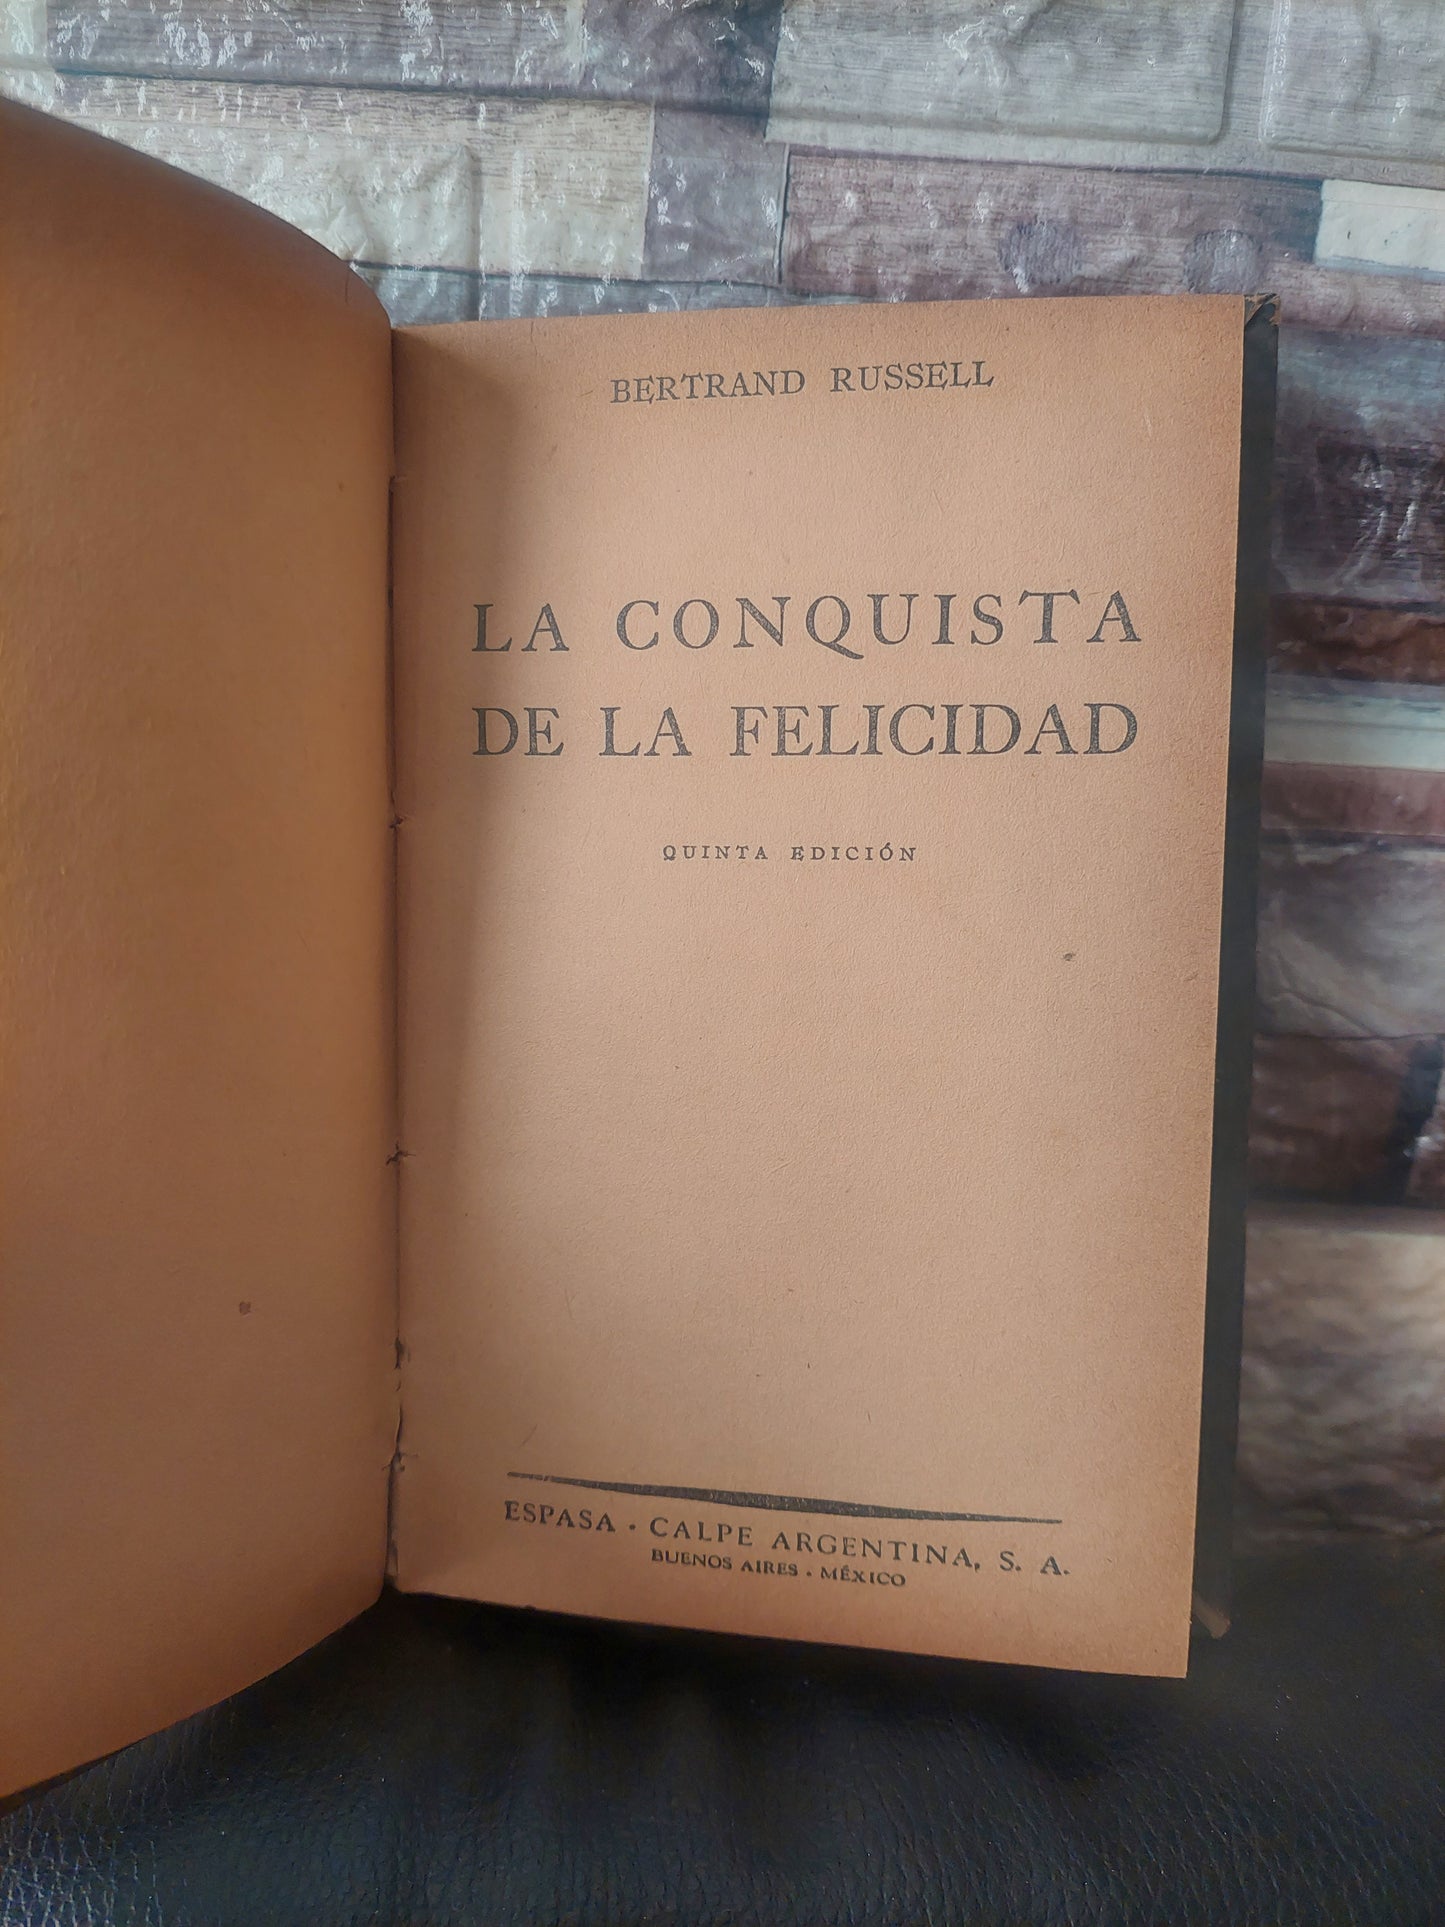 BERTRAND RUSSELL
LA CONQUISTA
DE LA FELICIDAD
QUINTA EDICIÓN
ESPASA - CALPE ARGENTINA, S. A.
BUENOS AIRES - MÉXICO